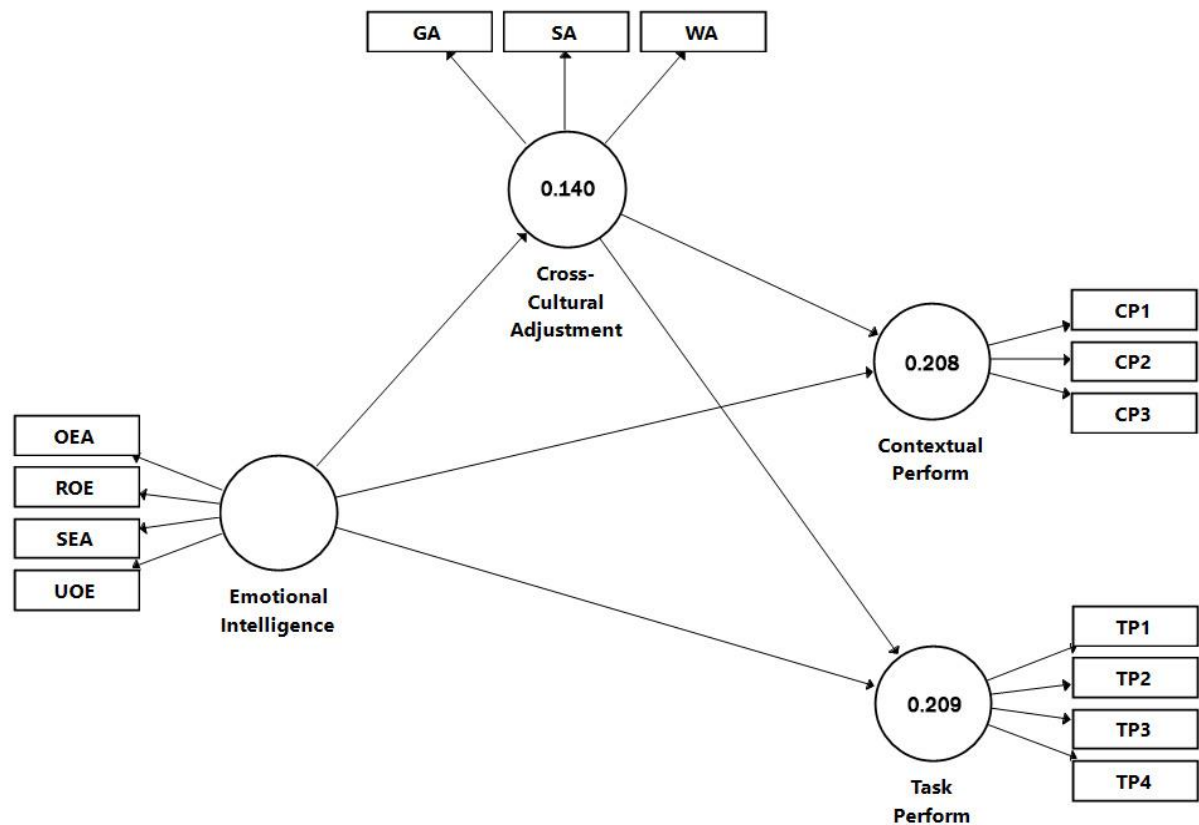 GA
SA
WA
0.140
Cross-
Cultural
Adjustment
CP1
CP2
CP3
0.208
Contextual
Perform
OEA
ROE
SEA
UOE
Emotional
Intelligence
TP1
TP2
TP3
TP4
0.209
Task
Perform